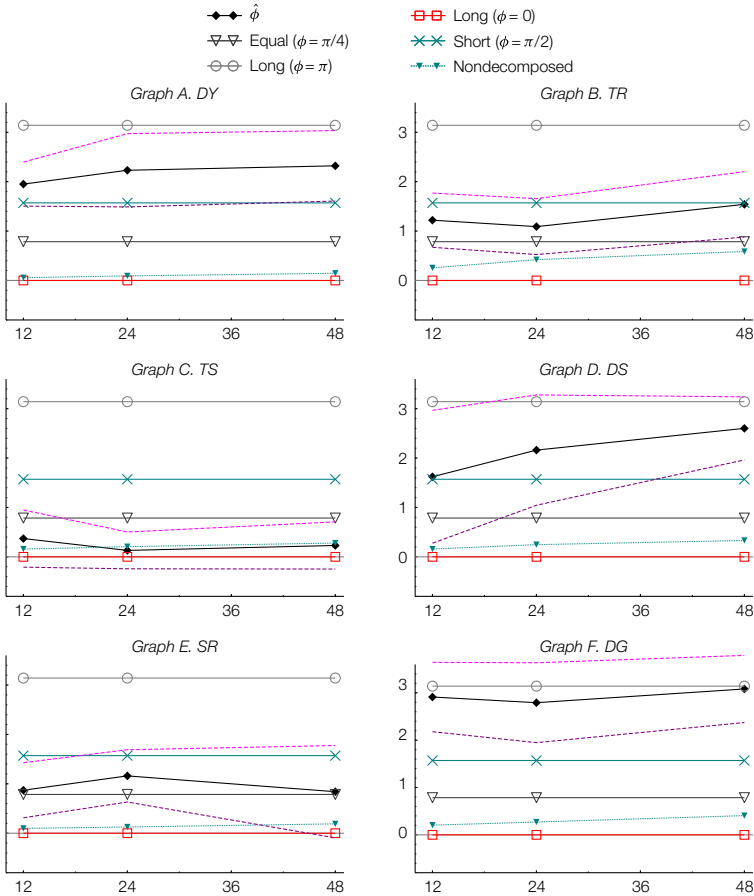 ϕ̂
Equal (ϕ = π/4)
Long (ϕ = π)
Long (ϕ = 0)
Short (ϕ = π/2)
Nondecomposed
Graph A. DY
12 24 36 48
Graph B. TR
3
2
1
0
12 24 36 48
Graph C. TS
12 24 36 48
Graph D. DS
3
2
1
0
12 24 36 48
Graph E. SR
12 24 36 48
Graph F. DG
3
2
1
0
12 24 36 48